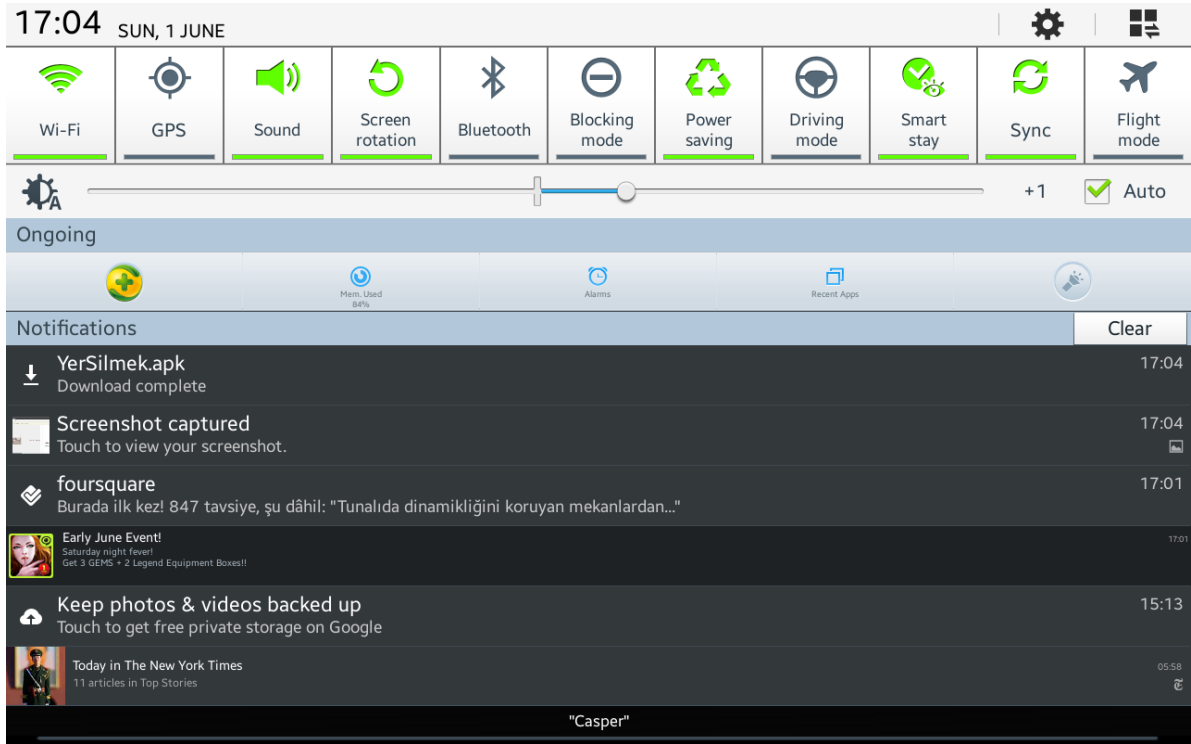 17:04 SUN, 1 JUNE
Wi-Fi
GPS
Sound
Screen
rotation
Bluetooth
Blocking
mode
Power
saving
Driving
mode
Smart
stay
Sync
Flight
mode
A
+1
Auto
Ongoing
Mem. Used
84%
Alarms
Recent Apps
Notifications
Clear
YerSilmek.apk 17:04
Download complete
Screenshot captured 17:04
Touch to view your screenshot.
foursquare 17:01
Burada ilk kez! 847 tavsiye, şu dâhil: "Tunalıda dinamikliğini koruyan mekanlardan..."
Early June Event! 17:01
Saturday night fever!
Get 3 GEMS + 2 Legend Equipment Boxes!!
Keep photos & videos backed up 15:13
Touch to get free private storage on Google
Today in The New York Times 05:58
11 articles in Top Stories
"Casper"